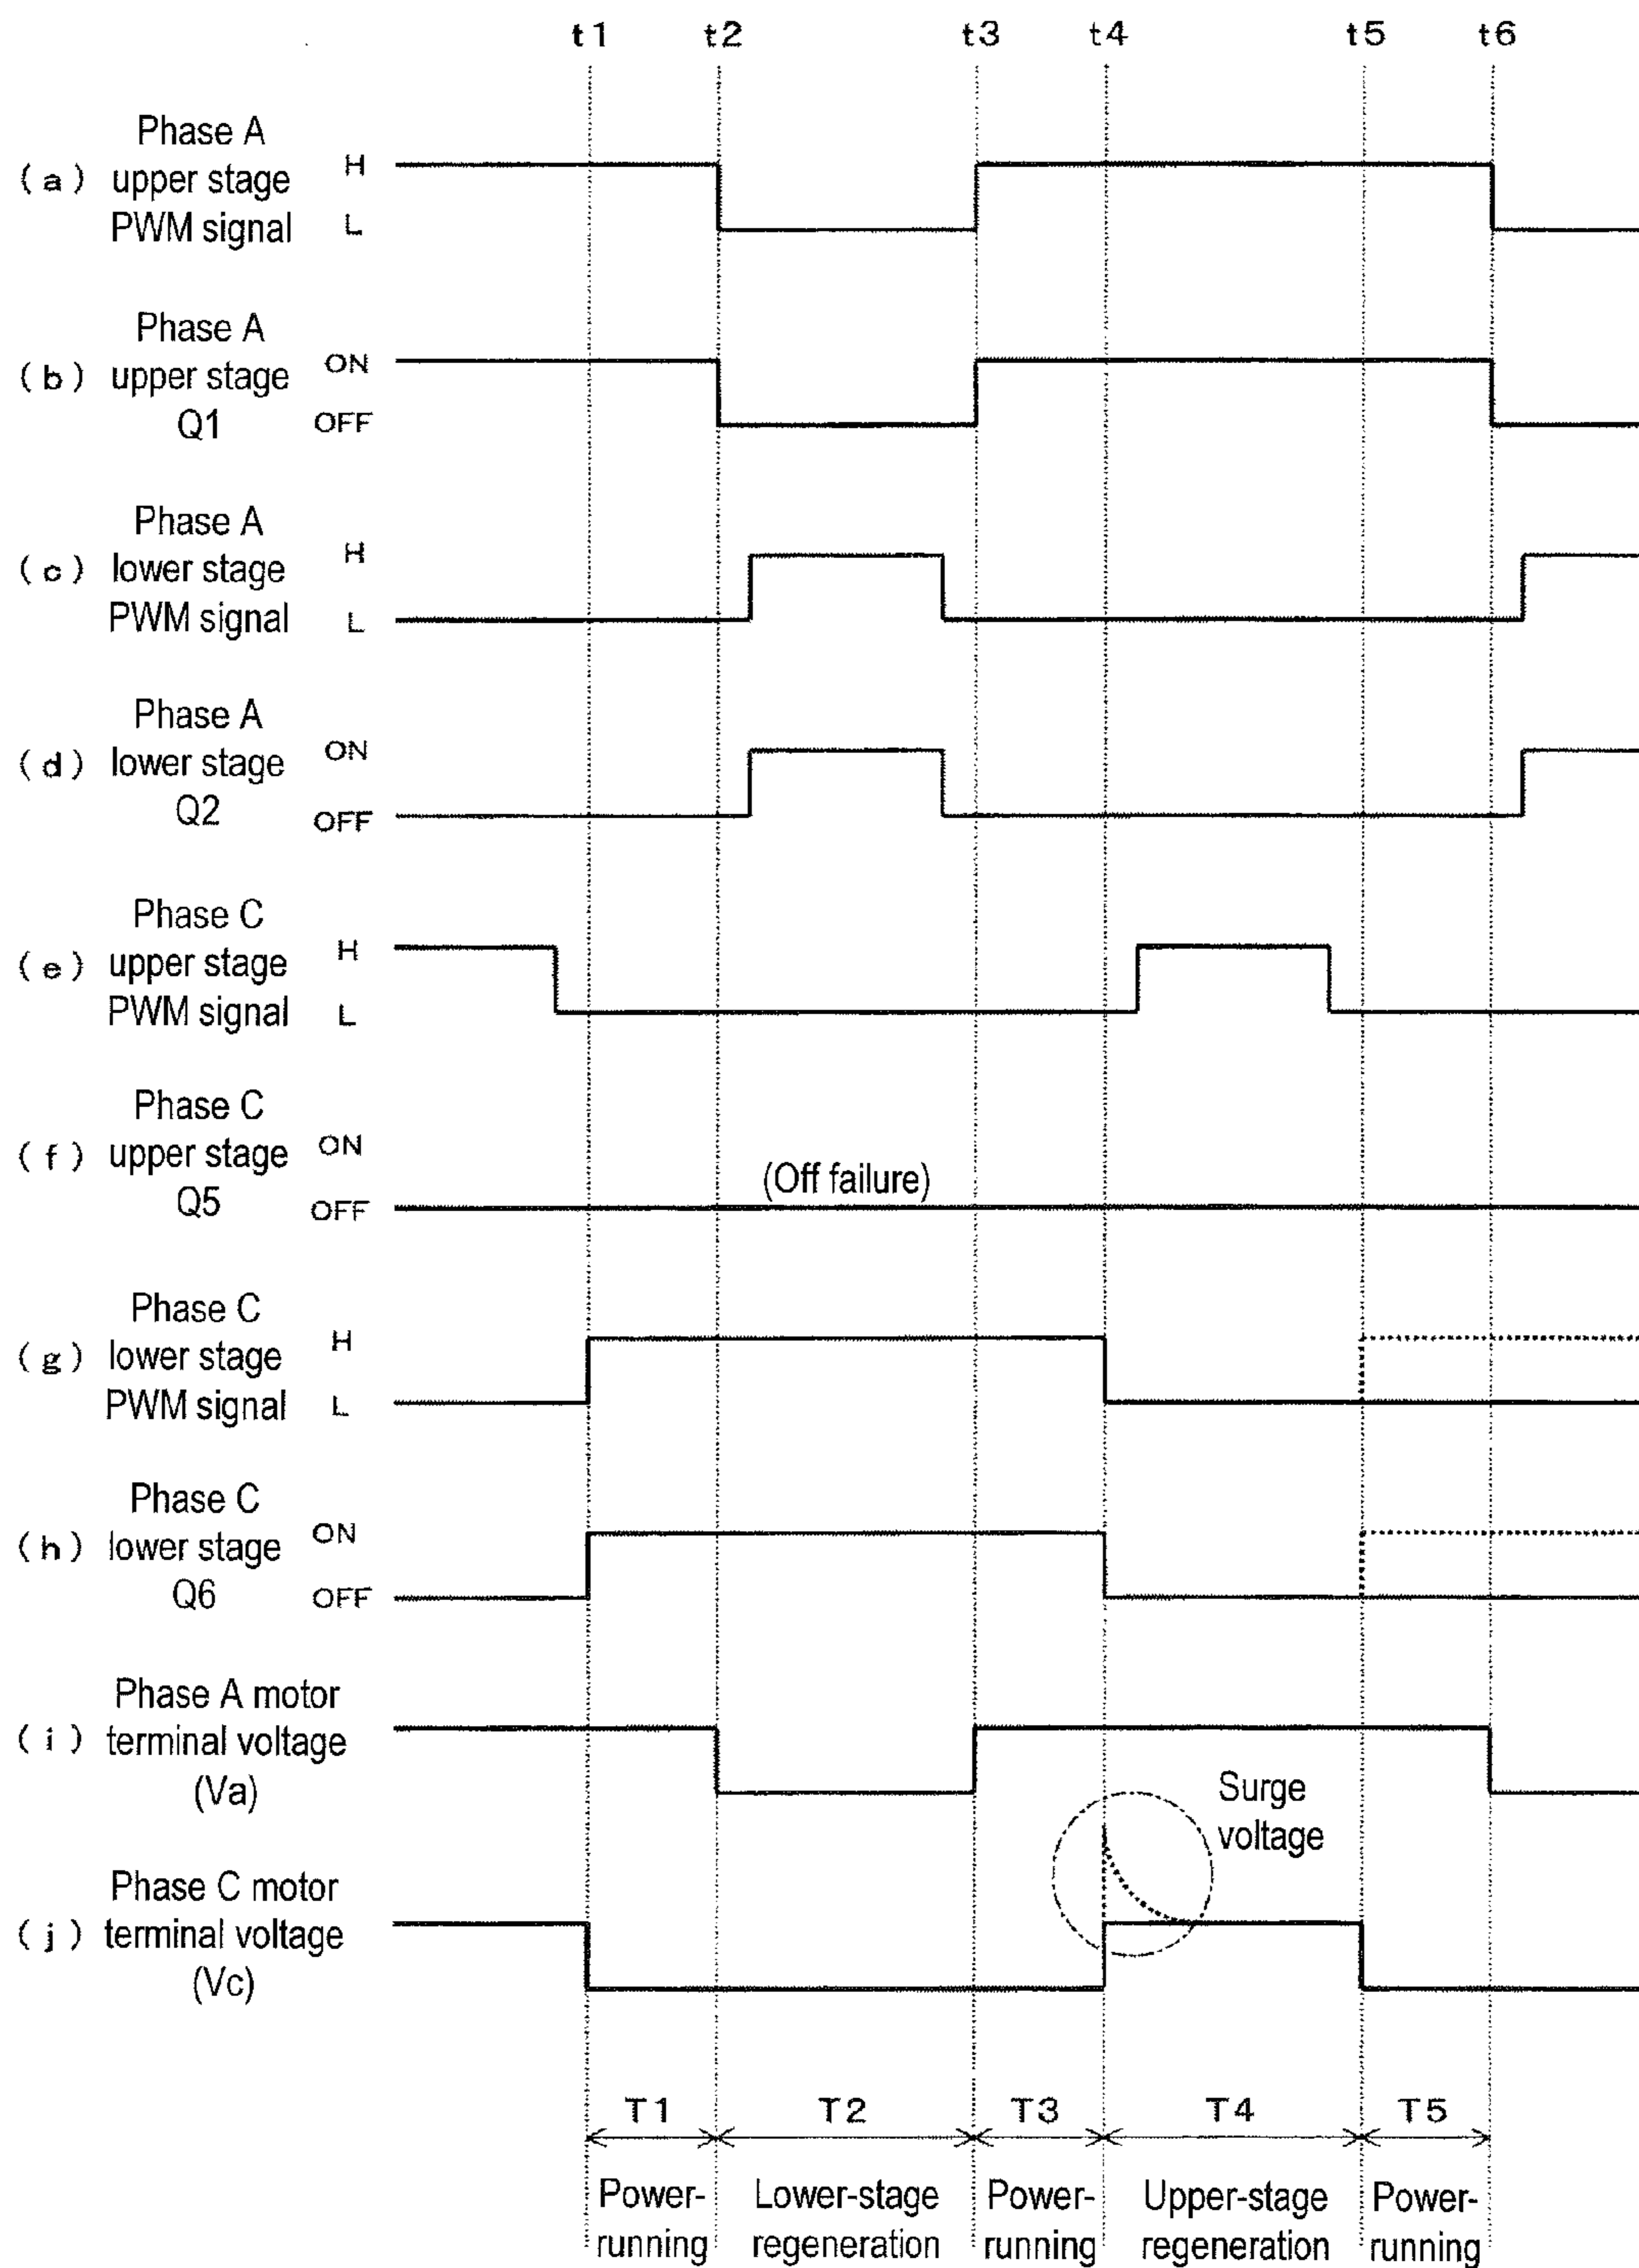 t1 t2 t3 t4 t5 t6
Phase A
(a) upper stage H
PWM signal L
Phase A
(b) upper stage ON
Q1 OFF
Phase A
(c) lower stage H
PWM signal L
Phase A
(d) lower stage ON
Q2 OFF
Phase C
(e) upper stage H
PWM signal L
Phase C
(f) upper stage ON
(Off failure)
Q5 OFF
Phase C
(g) lower stage H
PWM signal L
Phase C
(h) lower stage ON
Q6 OFF
Phase A motor
(i) terminal voltage
(Va)
Surge
voltage
Phase C motor
(j) terminal voltage
(Vc)
T1 T2 T3 T4 T5
Power- Lower-stage Power- Upper-stage Power-
running regeneration running regeneration running